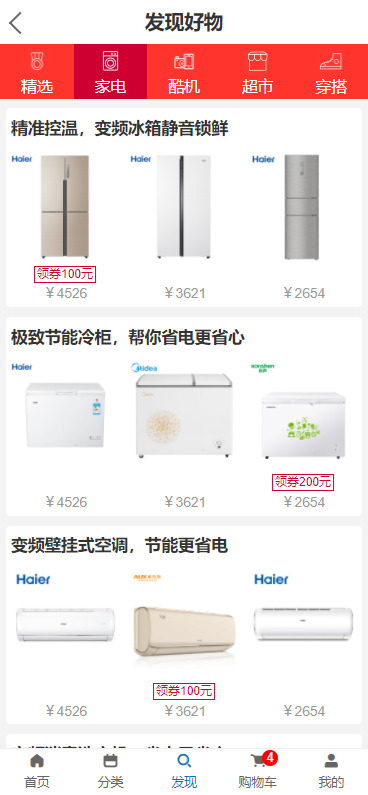 发现好物
精选 家电 酷机 超市 穿搭
精准控温，变频冰箱静音锁鲜
Haier Haier Haier
领券100元
￥4526 ￥3621 ￥2654
极致节能冷柜，帮你省电更省心
Haier Midea Ronshen
领券200元
￥4526 ￥3621 ￥2654
变频壁挂式空调，节能更省电
Haier AUX Haier
领券100元
￥4526 ￥3621 ￥2654
4
首页 分类 发现 购物车 我的